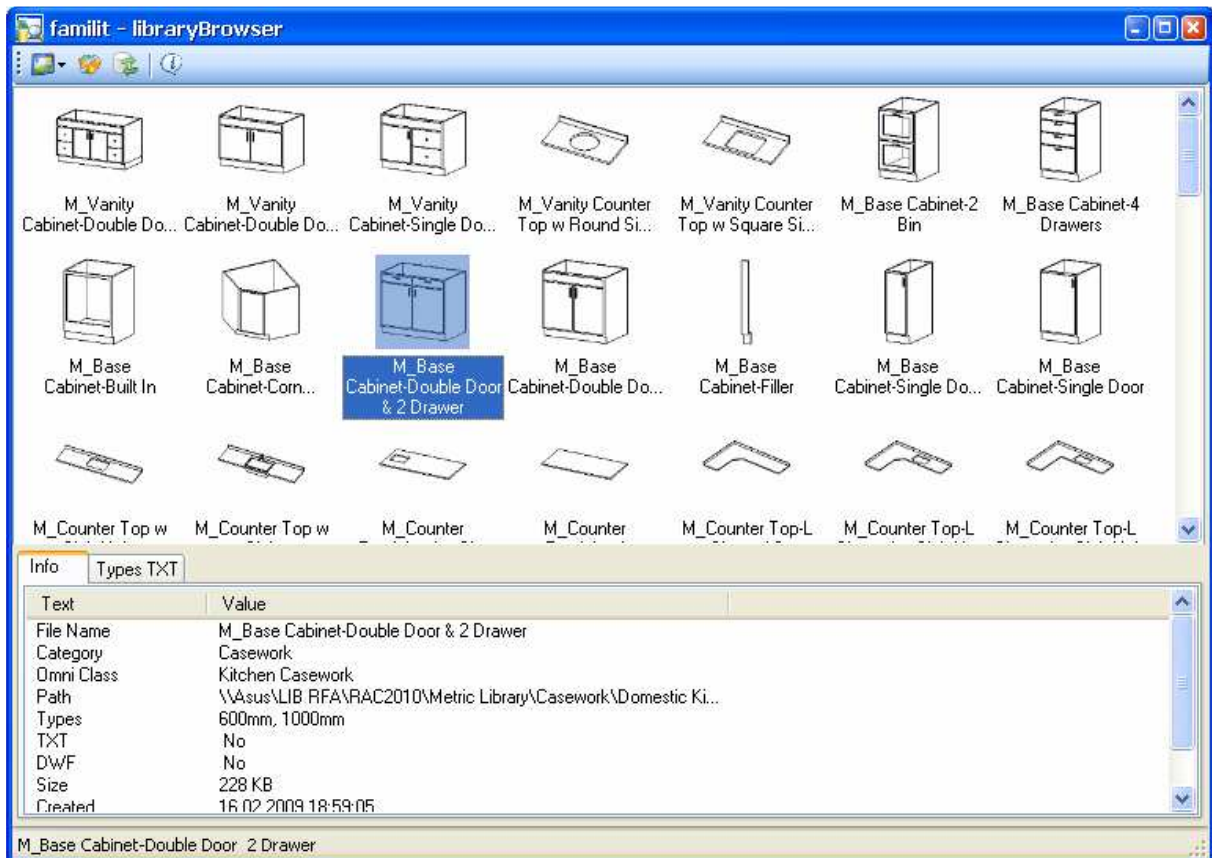 familit - libraryBrowser
M_Vanity
Cabinet-Double Do...
M_Vanity
Cabinet-Double Do...
M_Vanity
Cabinet-Single Do...
M_Vanity Counter
Top w Round Si...
M_Vanity Counter
Top w Square Si...
M_Base Cabinet-2
Bin
M_Base Cabinet-4
Drawers
M_Base
Cabinet-Built In
M_Base
Cabinet-Corn...
M_Base
Cabinet-Double Door
& 2 Drawer
M_Base
Cabinet-Double Do...
M_Base
Cabinet-Filler
M_Base
Cabinet-Single Do...
M_Base
Cabinet-Single Door
M_Counter Top w
M_Counter Top w
M_Counter
M_Counter
M_Counter Top-L
M_Counter Top-L
M_Counter Top-L
Info Types TXT
Text Value
File Name M_Base Cabinet-Double Door & 2 Drawer
Category Casework
Omni Class Kitchen Casework
Path \\Asus\LIB RFA\RAC2010\Metric Library\Casework\Domestic Ki...
Types 600mm, 1000mm
TXT No
DWF No
Size 228 KB
Created 16.02.2009 18:59:05
M_Base Cabinet-Double Door 2 Drawer